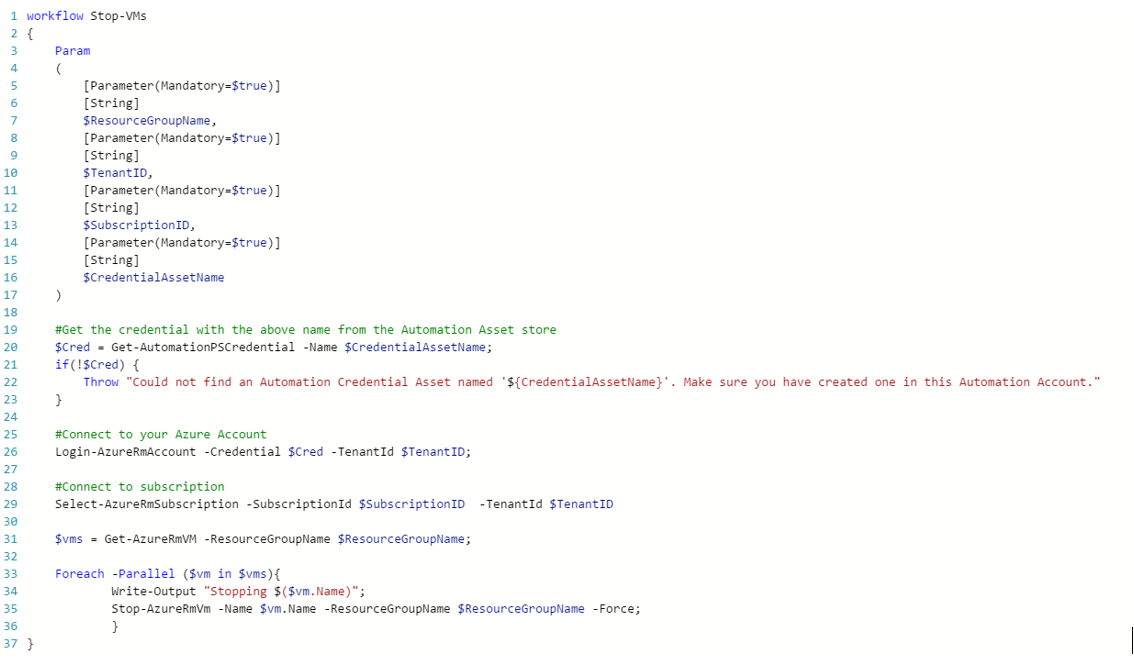 1 workflow Stop-VMs
2 {
3     Param
4     (
5         [Parameter(Mandatory=$true)]
6         [String]
7         $ResourceGroupName,
8         [Parameter(Mandatory=$true)]
9         [String]
10         $TenantID,
11         [Parameter(Mandatory=$true)]
12         [String]
13         $SubscriptionID,
14         [Parameter(Mandatory=$true)]
15         [String]
16         $CredentialAssetName
17     )
18
19     #Get the credential with the above name from the Automation Asset store
20     $Cred = Get-AutomationPSCredential -Name $CredentialAssetName;
21     if(!$Cred) {
22         Throw "Could not find an Automation Credential Asset named '${CredentialAssetName}'. Make sure you have created one in this Automation Account."
23     }
24
25     #Connect to your Azure Account
26     Login-AzureRmAccount -Credential $Cred -TenantId $TenantID;
27
28     #Connect to subscription
29     Select-AzureRmSubscription -SubscriptionId $SubscriptionID  -TenantId $TenantID
30
31     $vms = Get-AzureRmVM -ResourceGroupName $ResourceGroupName;
32
33     Foreach -Parallel ($vm in $vms){
34             Write-Output "Stopping $($vm.Name)";
35             Stop-AzureRmVm -Name $vm.Name -ResourceGroupName $ResourceGroupName -Force;
36             }
37 }